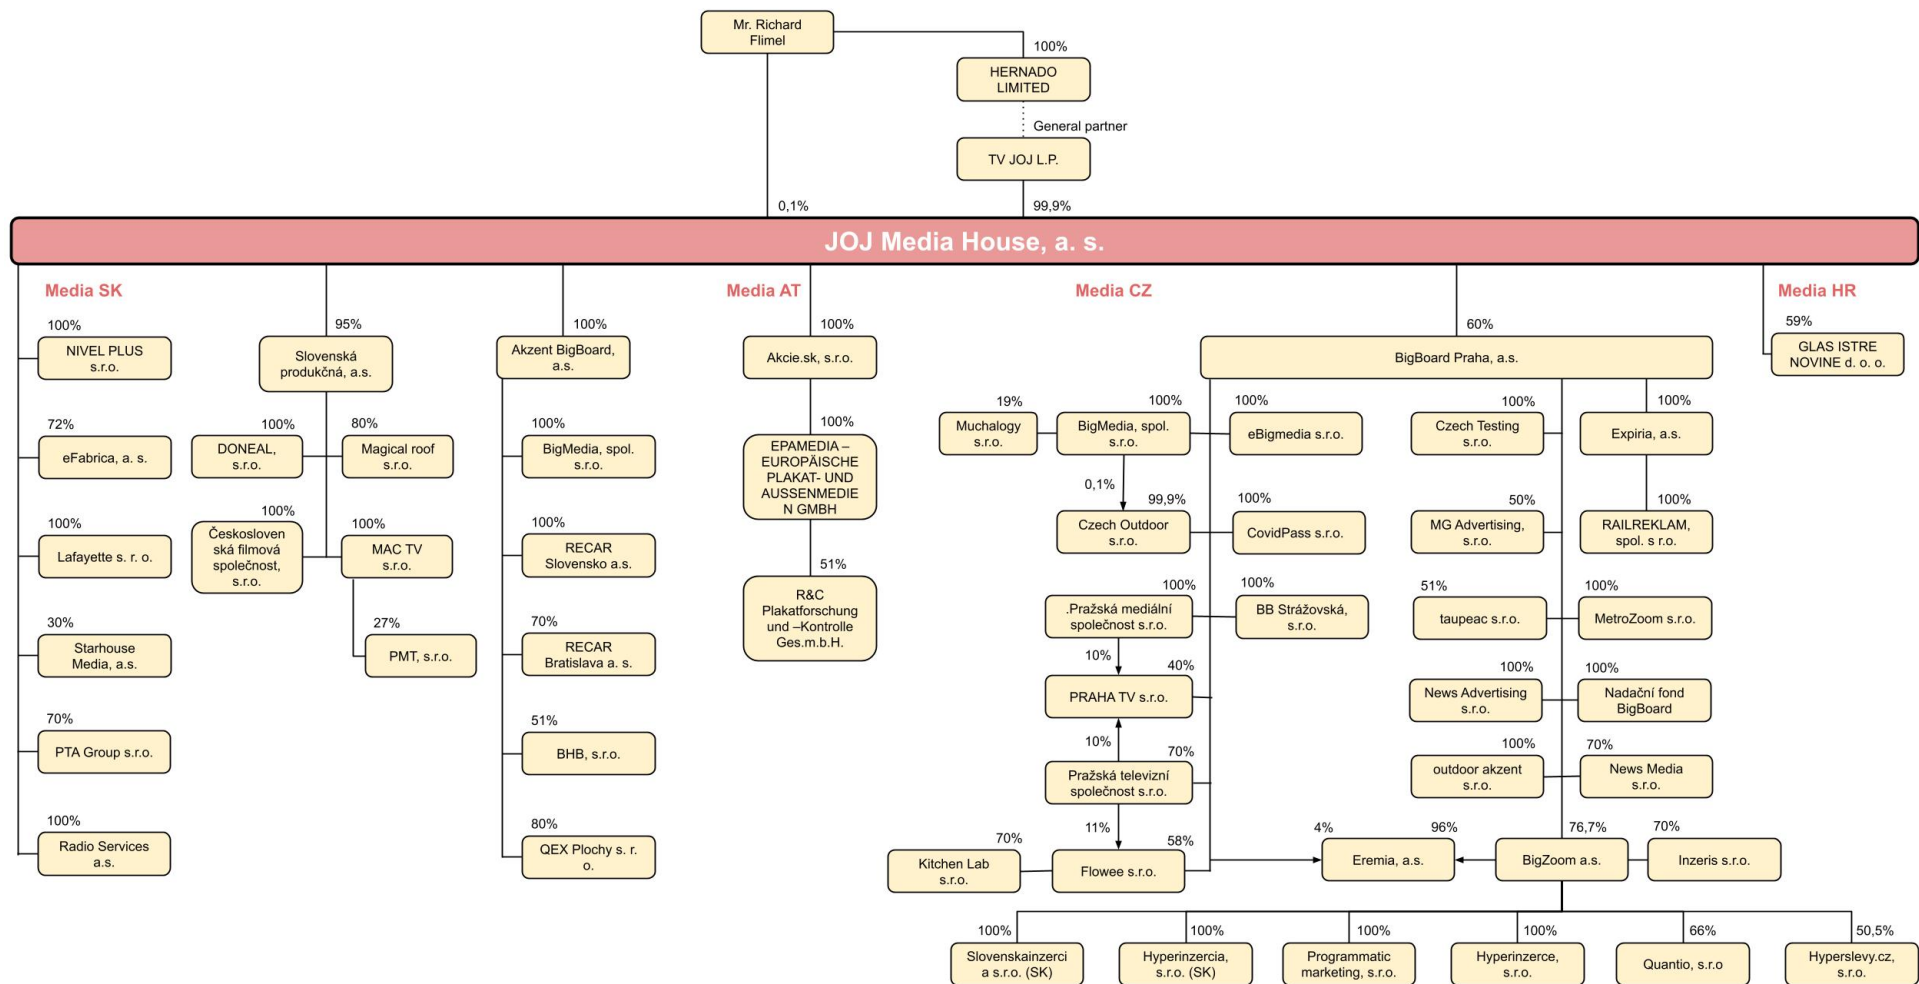 Mr. Richard
Flimel
100%
HERNADO
LIMITED
General partner
TV JOJ L.P.
0,1%
99,9%
JOJ Media House, a. s.
Media SK
Media AT
Media CZ
Media HR
100%
NIVEL PLUS
s.r.o.
72%
eFabrica, a. s.
100%
Lafayette s. r. o.
30%
Starhouse
Media, a.s.
70%
PTA Group s.r.o.
100%
Radio Services
a.s.
95%
Slovenská
produkčná, a.s.
100%
DONEAL,
s.r.o.
80%
Magical roof
s.r.o.
100%
Českosloven
ská filmová
společnost,
s.r.o.
100%
MAC TV
s.r.o.
27%
PMT, s.r.o.
100%
Akzent BigBoard,
a.s.
100%
BigMedia, spol.
s.r.o.
100%
RECAR
Slovensko a.s.
70%
RECAR
Bratislava a. s.
51%
BHB, s.r.o.
80%
QEX Plochy s. r.
o.
100%
Akcie.sk, s.r.o.
100%
EPAMEDIA –
EUROPÄISCHE
PLAKAT- UND
AUSSENMEDIE
N GMBH
51%
R&C
Plakatforschung
und –Kontrolle
Ges.m.b.H.
60%
BigBoard Praha, a.s.
19%
Muchalogy
s.r.o.
100%
BigMedia, spol.
s.r.o.
100%
eBigmedia s.r.o.
0,1%
99,9%
Czech Outdoor
s.r.o.
100%
CovidPass s.r.o.
100%
.Pražská mediální
společnost s.r.o.
100%
BB Strážovská,
s.r.o.
10%
40%
PRAHA TV s.r.o.
10%
70%
Pražská televizní
společnost s.r.o.
11%
58%
Flowee s.r.o.
70%
Kitchen Lab
s.r.o.
100%
Czech Testing
s.r.o.
100%
Expiria, a.s.
50%
MG Advertising,
s.r.o.
100%
RAILREKLAM,
spol. s r.o.
51%
taupeac s.r.o.
100%
MetroZoom s.r.o.
100%
News Advertising
s.r.o.
100%
Nadační fond
BigBoard
100%
outdoor akzent
s.r.o.
70%
News Media
s.r.o.
4%
96%
Eremia, a.s.
76,7%
BigZoom a.s.
70%
Inzeris s.r.o.
100%
Slovenskainzerci
a s.r.o. (SK)
100%
Hyperinzercia,
s.r.o. (SK)
100%
Programmatic
marketing, s.r.o.
100%
Hyperinzerce,
s.r.o.
66%
Quantio, s.r.o
50,5%
Hyperslevy.cz,
s.r.o.
59%
GLAS ISTRE
NOVINE d. o. o.